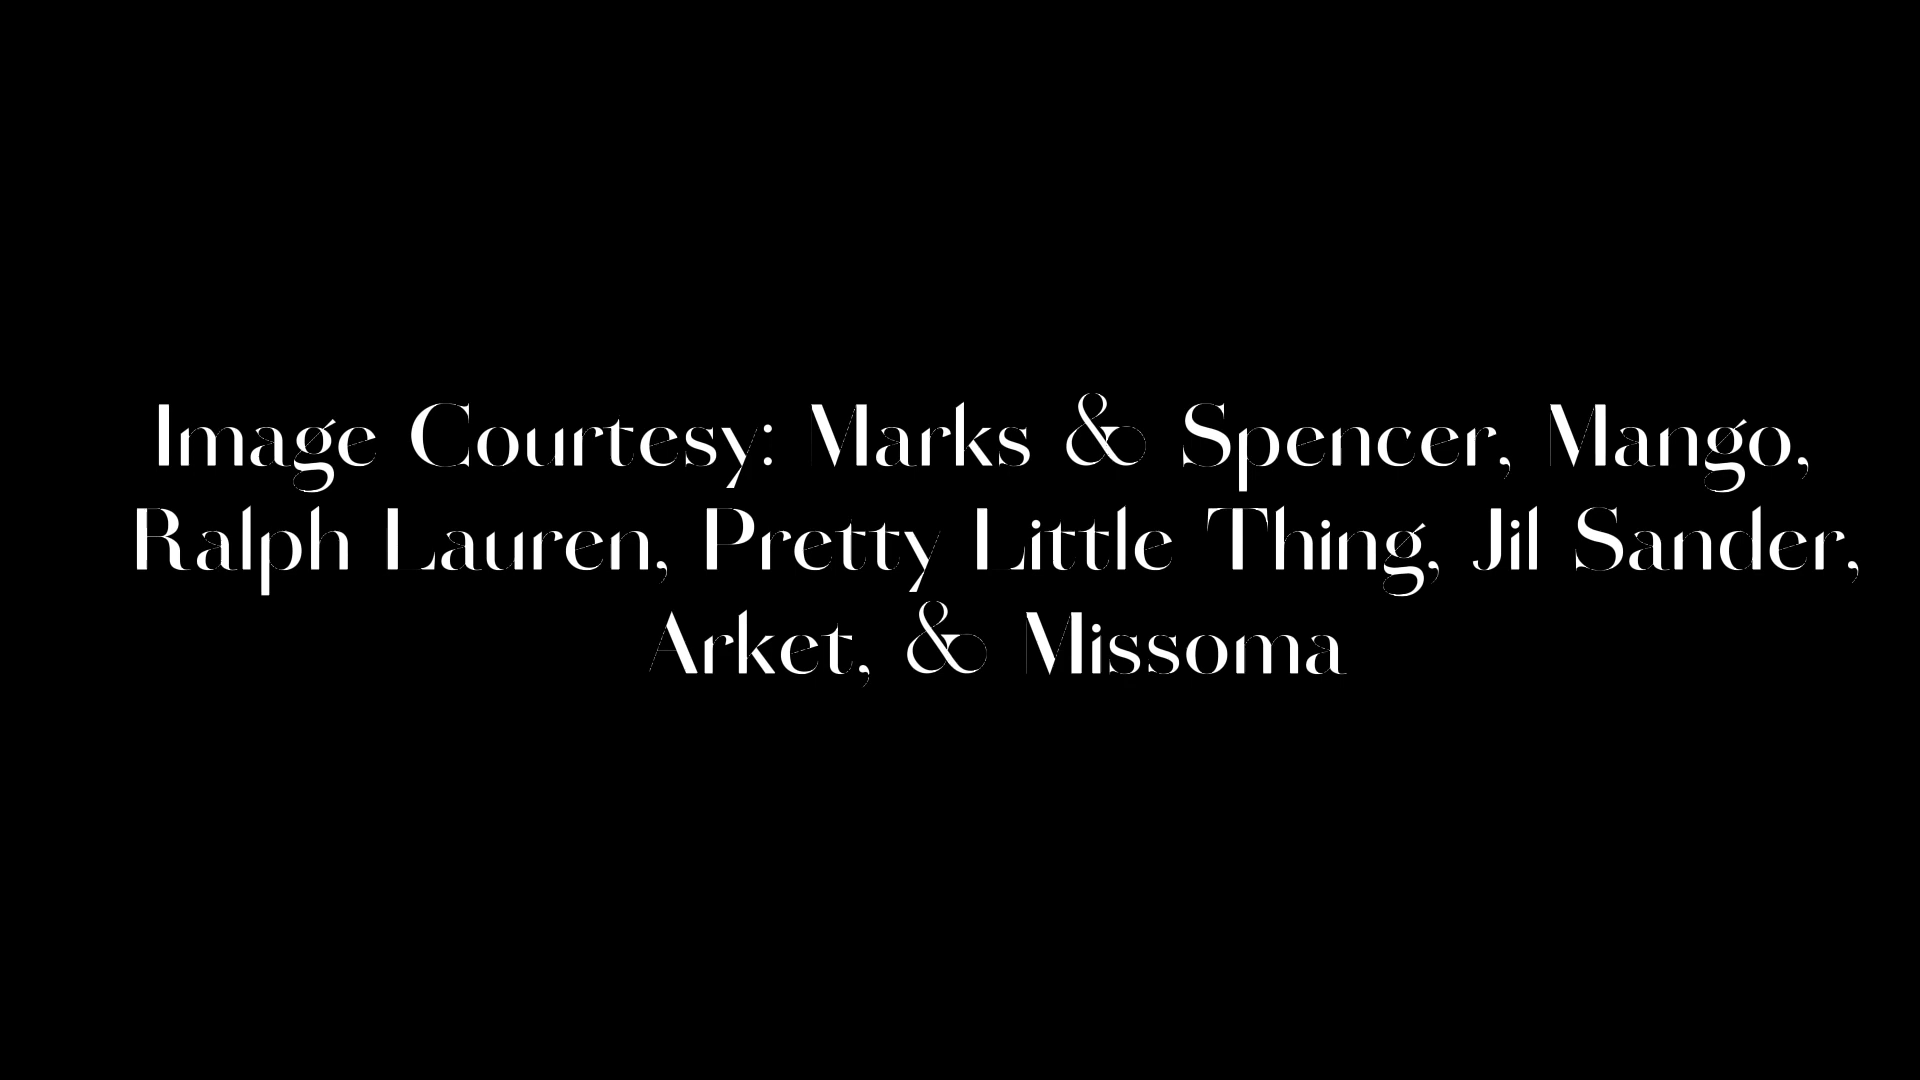 Image Courtesy: Marks & Spencer, Mango,
Ralph Lauren, Pretty Little Thing, Jil Sander,
Arket, & Missoma